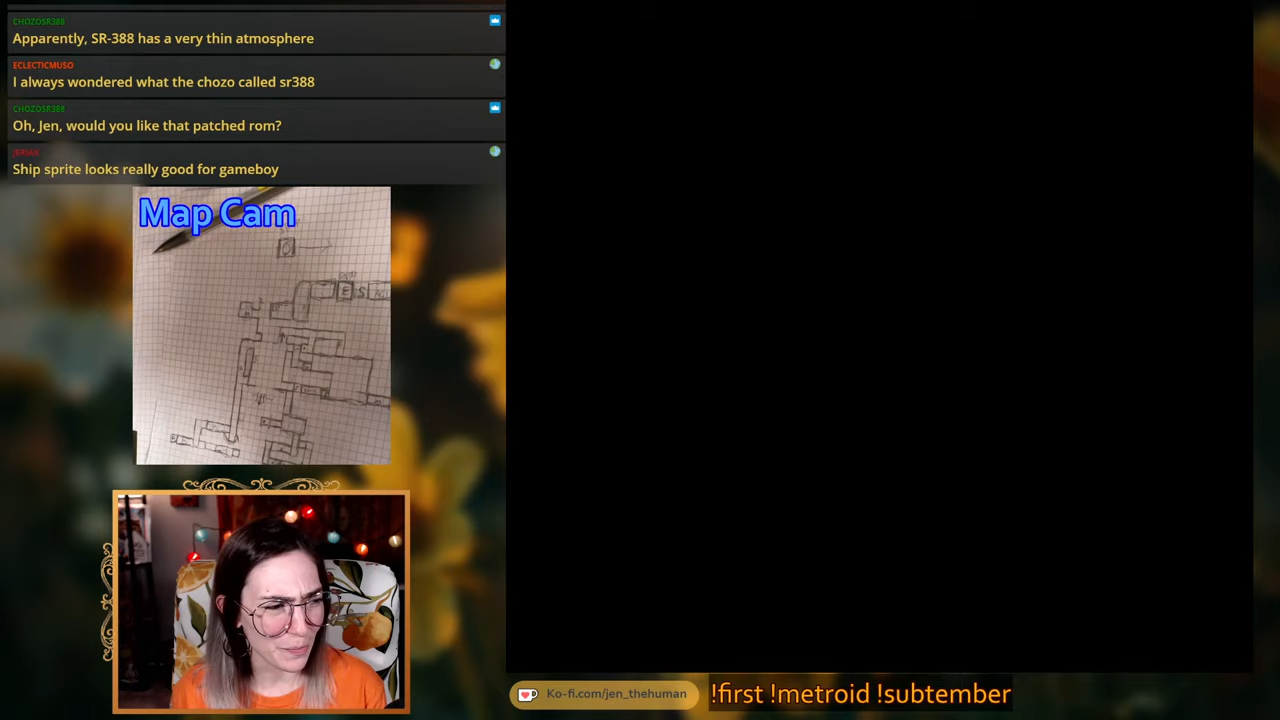 CHOZOSR388
Apparently, SR-388 has a very thin atmosphere
ECLECTICMUSO
I always wondered what the chozo called sr388
CHOZOSR388
Oh, Jen, would you like that patched rom?
JERIAK
Ship sprite looks really good for gameboy
Map Cam
Ko-fi.com/jen_thehuman
!first !metroid !subtember